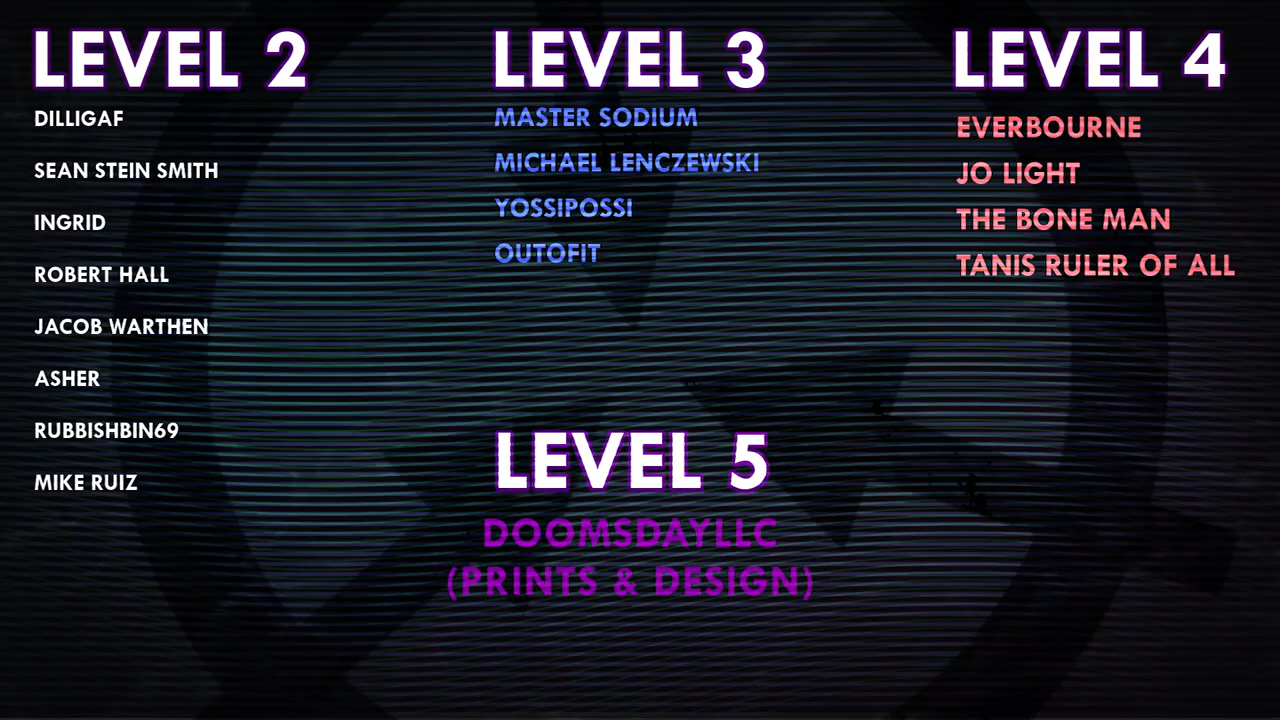 LEVEL 2
DILLIGAF
SEAN STEIN SMITH
INGRID
ROBERT HALL
JACOB WARTHEN
ASHER
RUBBISHBIN69
MIKE RUIZ
LEVEL 3
MASTER SODIUM
MICHAEL LENCZEWSKI
YOSSIPOSSI
OUTOFIT
LEVEL 4
EVERBOURNE
JO LIGHT
THE BONE MAN
TANIS RULER OF ALL
LEVEL 5
DOOMSDAYLLC
(PRINTS & DESIGN)